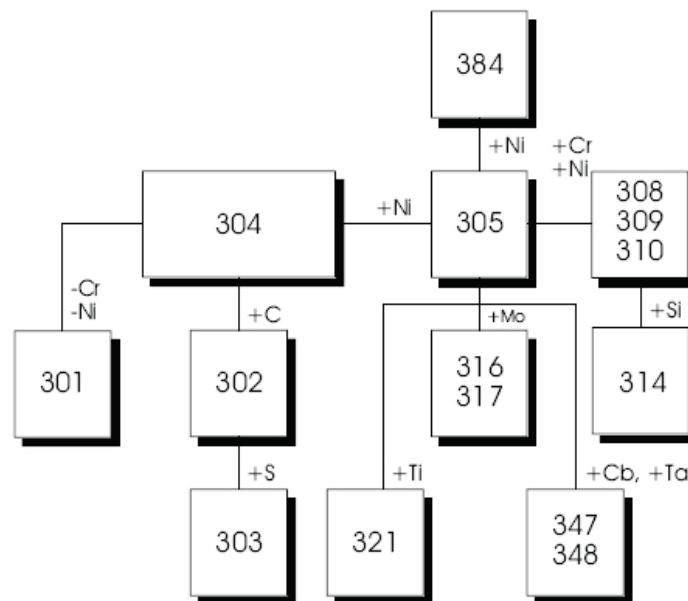 384
+Ni
+Cr
+Ni
304
+Ni
305
308
309
310
-Cr
-Ni
+C
+Mo
+Si
301
302
316
317
314
+S
+Ti
+Cb, +Ta
303
321
347
348